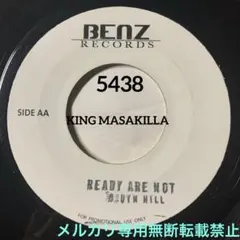 BENZ
RECORDS
5438
SIDE AA
KING MASAKILLA
READY ARE NOT
HILL
FOR PROMOTIONAL USE ONLY
メルカリ専用無断転載禁止